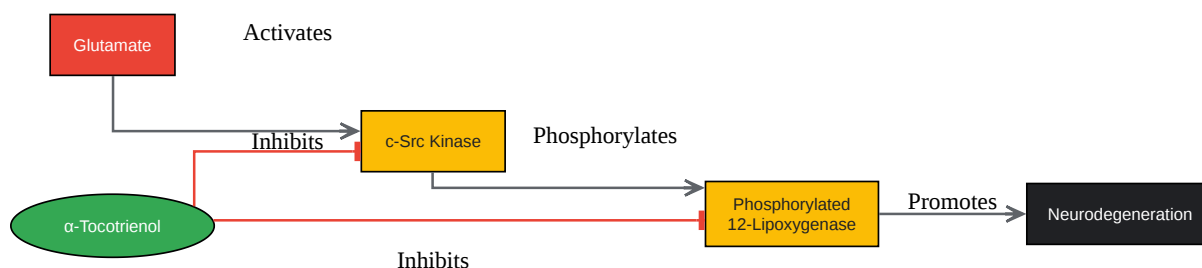 Activates
Glutamate
Inhibits
c-Src Kinase
Phosphorylates
α-Tocotrienol
Phosphorylated
12-Lipoxygenase
Promotes
Neurodegeneration
Inhibits